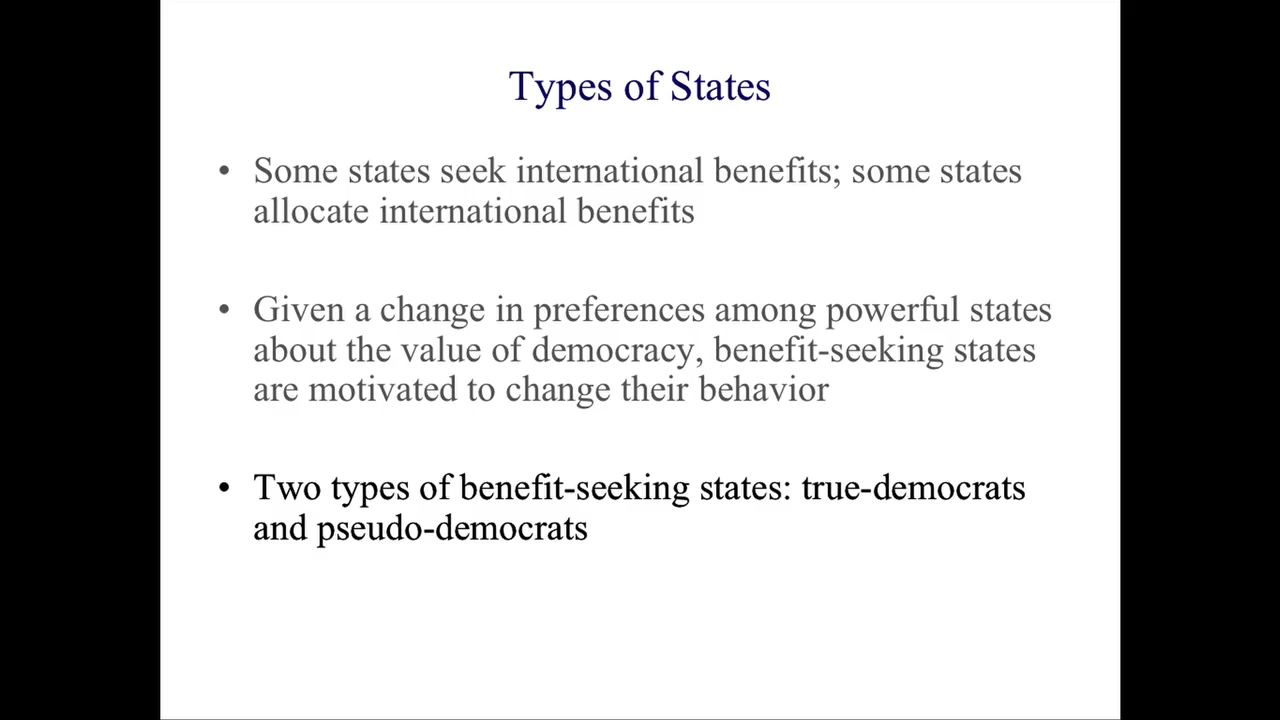 Types of States
• Some states seek international benefits; some states
allocate international benefits
• Given a change in preferences among powerful states
about the value of democracy, benefit-seeking states
are motivated to change their behavior
• Two types of benefit-seeking states: true-democrats
and pseudo-democrats